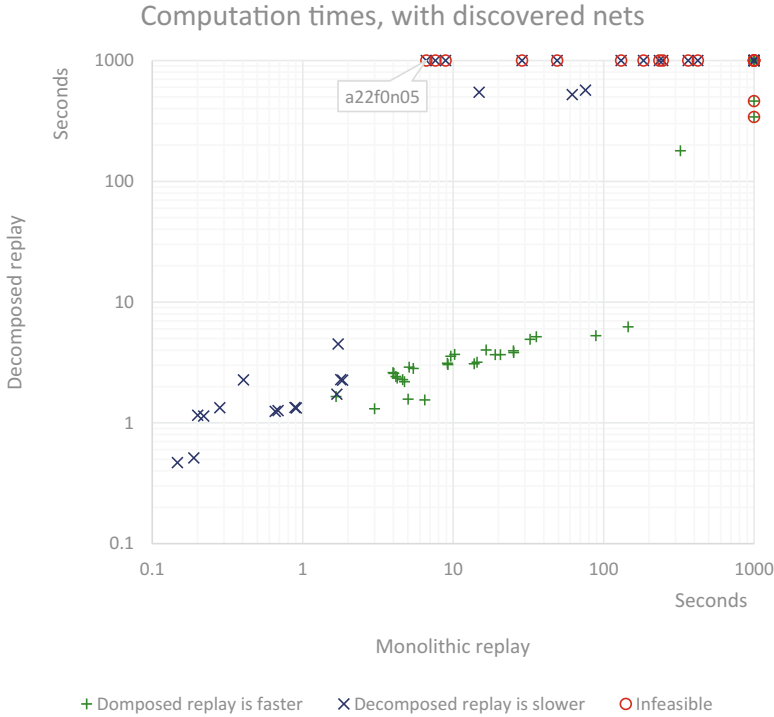 Computation times, with discovered nets
Seconds
Decomposed replay
1000
100
10
1
0.1
a22f0n05
0.1
1
10
100
1000
Seconds
Monolithic replay
Domposed replay is faster
Decomposed replay is slower
Infeasible